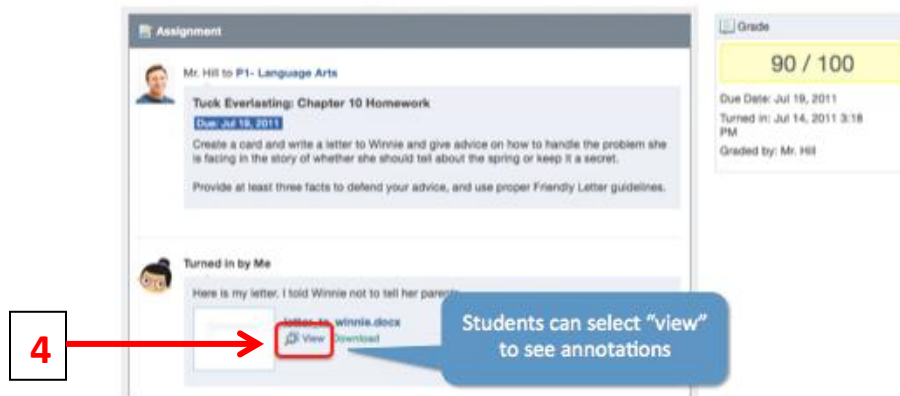 Assignment
Mr. Hill to P1- Language Arts
Tuck Everlasting: Chapter 10 Homework
Due: Jul 19, 2011
Create a card and write a letter to Winnie and give advice on how to handle the problem she
is facing in the story of whether she should tell about the spring or keep it a secret.
Provide at least three facts to defend your advice, and use proper Friendly Letter guidelines.
Turned in by Me
Here is my letter. I told Winnie not to tell her parents
letter_to_winnie.docx
View Download
Students can select "view"
to see annotations
4
Grade
90 / 100
Due Date: Jul 19, 2011
Turned in: Jul 14, 2011 3:18
PM
Graded by: Mr. Hill